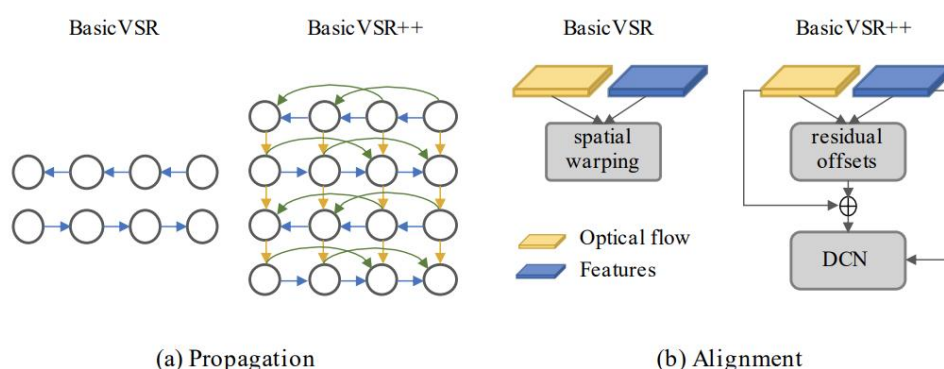 BasicVSR
BasicVSR++
BasicVSR
BasicVSR++
spatial
warping
residual
offsets
Optical flow
Features
DCN
(a) Propagation
(b) Alignment